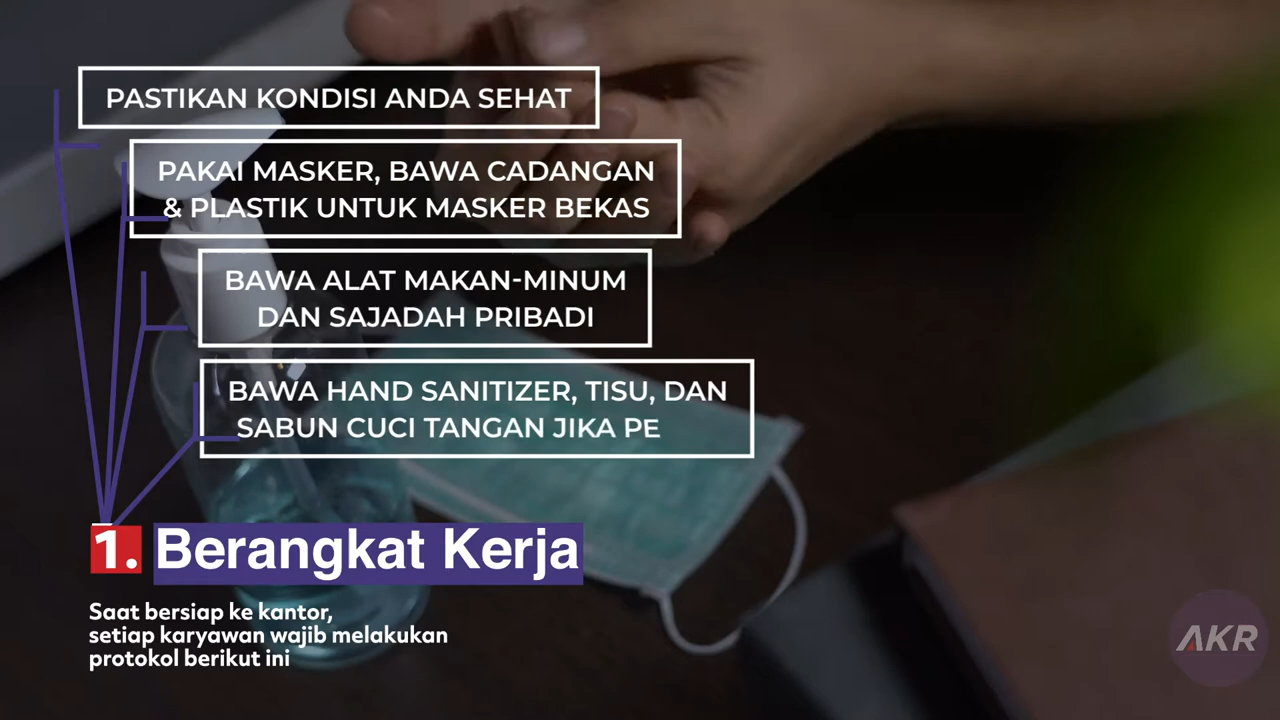 PASTIKAN KONDISI ANDA SEHAT
PAKAI MASKER, BAWA CADANGAN
& PLASTIK UNTUK MASKER BEKAS
BAWA ALAT MAKAN-MINUM
DAN SAJADAH PRIBADI
BAWA HAND SANITIZER, TISU, DAN
SABUN CUCI TANGAN JIKA PE
1. Berangkat Kerja
Saat bersiap ke kantor,
setiap karyawan wajib melakukan
protokol berikut ini
AKR